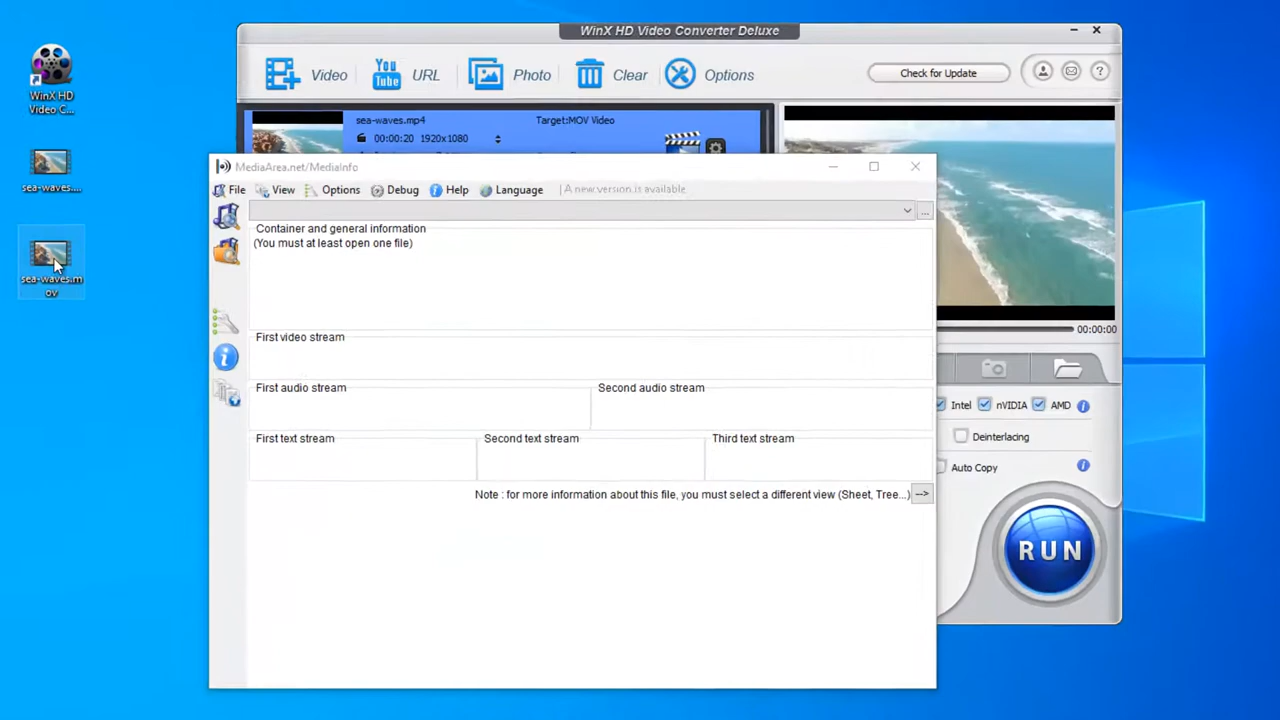 WinX HD
Video C...
sea-waves....
sea-waves.m
ov
WinX HD Video Converter Deluxe
Video
You
Tube
URL
Photo
Clear
Options
Check for Update
?
sea-waves.mp4
Target:MOV Video
00:00:20 1920x1080
MediaArea.net/MediaInfo
File
View
Options
Debug
Help
Language
A new version is available
...
Container and general information
(You must at least open one file)
First video stream
First audio stream
Second audio stream
First text stream
Second text stream
Third text stream
Note : for more information about this file, you must select a different view (Sheet, Tree...)
-->
00:00:00
Intel
nVIDIA
AMD
Deinterlacing
Auto Copy
RUN